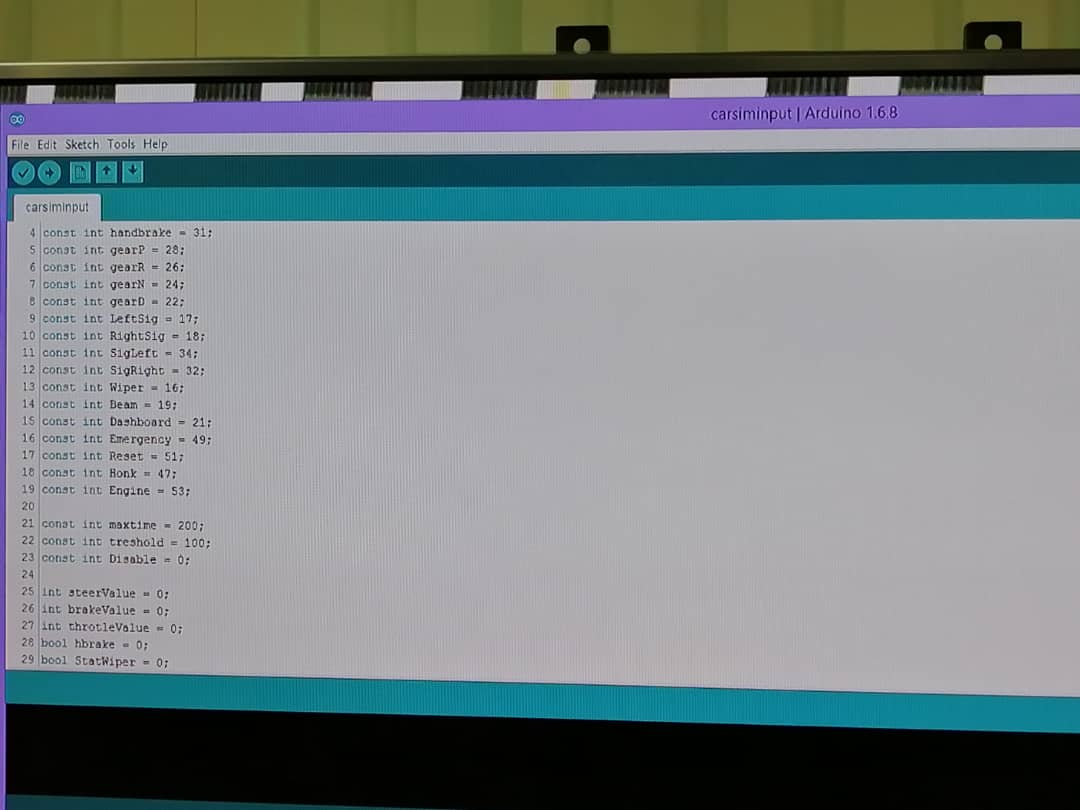 carsiminput | Arduino 1.6.8
File Edit Sketch Tools Help
carsiminput
4 const int handbrake = 31;
5 const int gearP = 28;
6 const int gearR = 26;
7 const int gearN = 24;
8 const int gearD = 22;
9 const int LeftSig = 17;
10 const int RightSig = 18;
11 const int SigLeft = 34;
12 const int SigRight = 32;
13 const int Wiper = 16;
14 const int Beam = 19;
15 const int Dashboard = 21;
16 const int Emergency = 49;
17 const int Reset = 51;
18 const int Honk = 47;
19 const int Engine = 53;
20
21 const int maxtime = 200;
22 const int treshold = 100;
23 const int Disable = 0;
24
25 int steerValue = 0;
26 int brakeValue = 0;
27 int throtleValue = 0;
28 bool hbrake = 0;
29 bool StatWiper = 0;